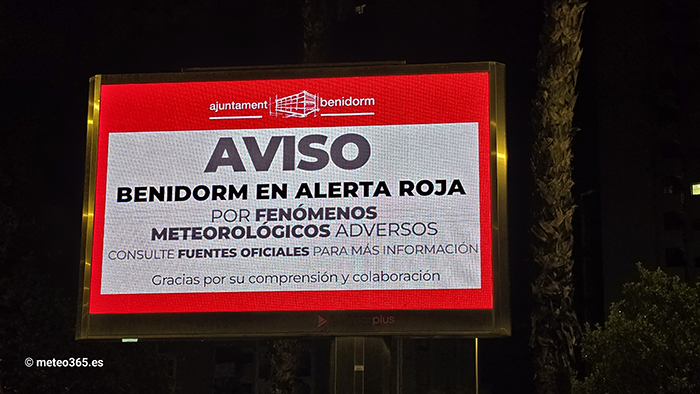 ajuntament benidorm
AVISO
BENIDORM EN ALERTA ROJA
POR FENÓMENOS
METEOROLÓGICOS ADVERSOS
CONSULTE FUENTES OFICIALES PARA MÁS INFORMACIÓN
Gracias por su comprensión y colaboración
plus
© meteo365.es